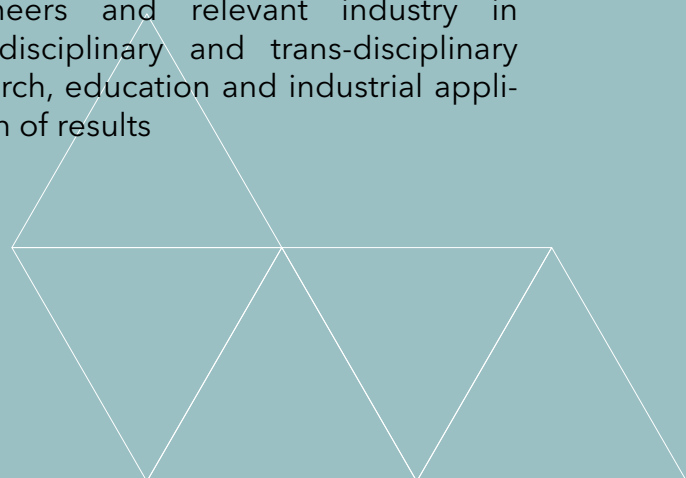 neers and relevant industry in
disciplinary and trans-disciplinary
rch, education and industrial appli-
n of results